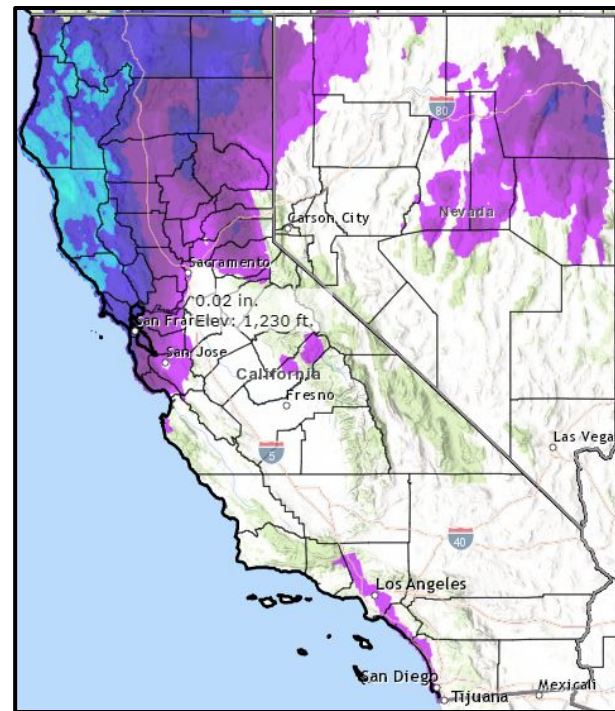 80
Nevada
Carson City
Sacramento
0.02 in.
San Fran
Elev: 1,230 ft.
San Jose
California
Fresno
Las Vega
5
40
Los Angeles
San Diego
Mexicali
Tijuana